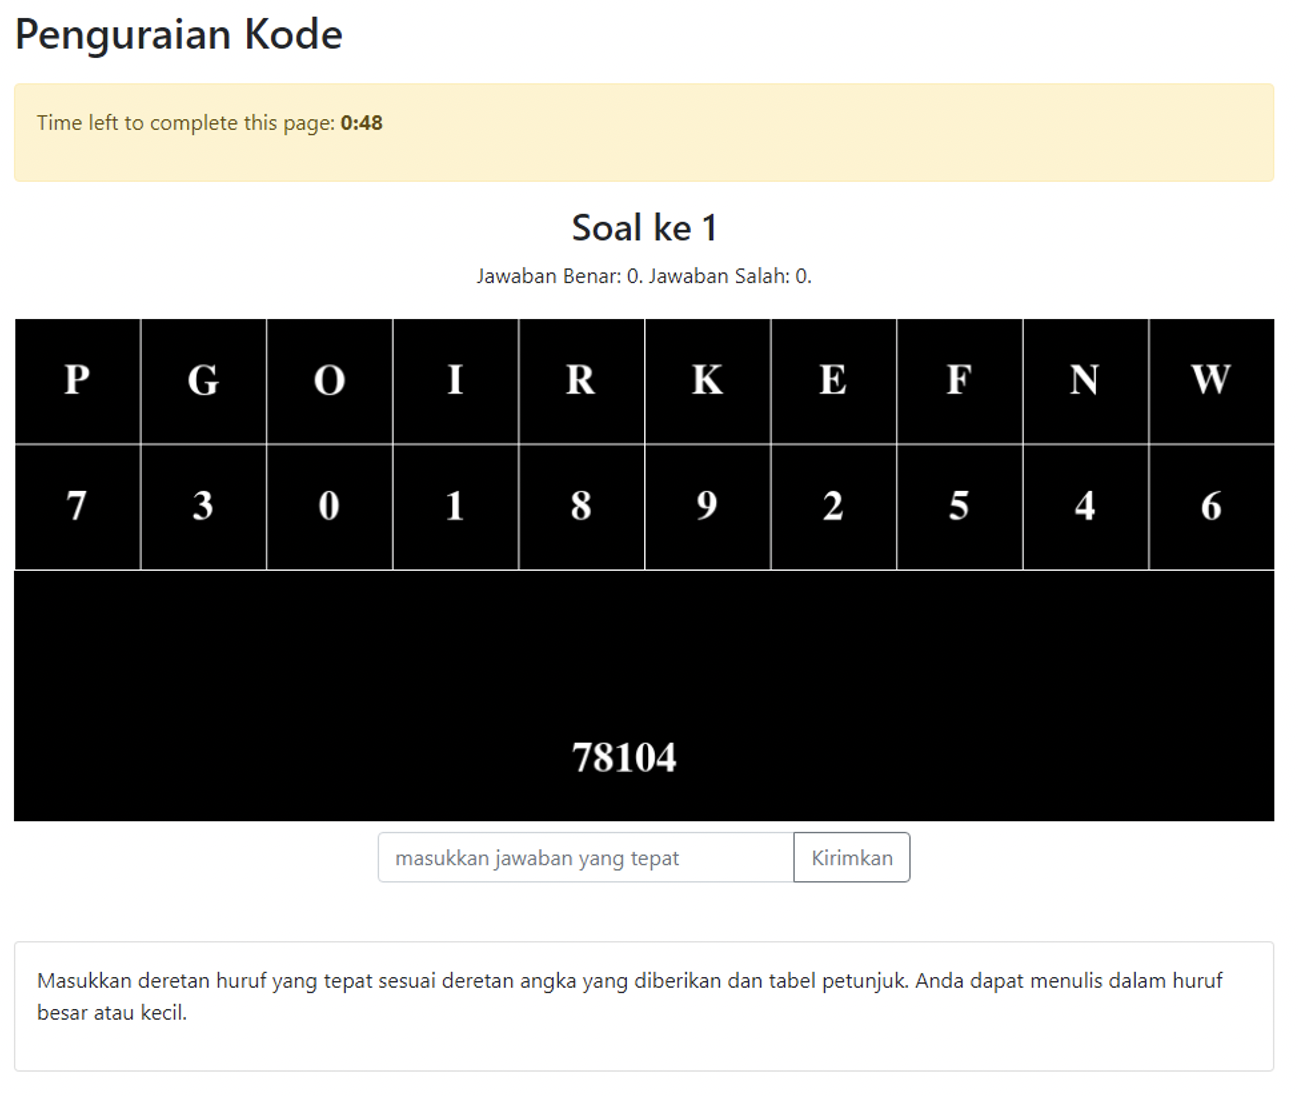 Penguraian Kode
Time left to complete this page: 0:48
Soal ke 1
Jawaban Benar: 0. Jawaban Salah: 0.
P G O I R K E F N W
7 3 0 1 8 9 2 5 4 6
78104
masukkan jawaban yang tepat Kirimkan
Masukkan deretan huruf yang tepat sesuai deretan angka yang diberikan dan tabel petunjuk. Anda dapat menulis dalam huruf
besar atau kecil.